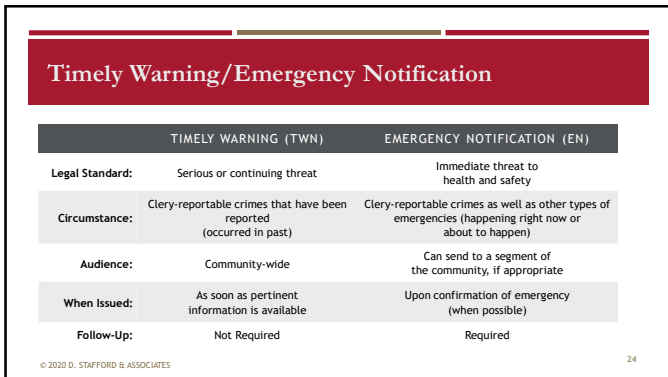 Timely Warning/Emergency Notification
TIMELY WARNING (TWN) EMERGENCY NOTIFICATION (EN)
Legal Standard: Serious or continuing threat Immediate threat to
health and safety
Circumstance: Clery-reportable crimes that have been
reported
(occurred in past) Clery-reportable crimes as well as other types of
emergencies (happening right now or
about to happen)
Audience: Community-wide Can send to a segment of
the community, if appropriate
When Issued: As soon as pertinent
information is available Upon confirmation of emergency
(when possible)
Follow-Up: Not Required Required
© 2020 D. STAFFORD & ASSOCIATES 24